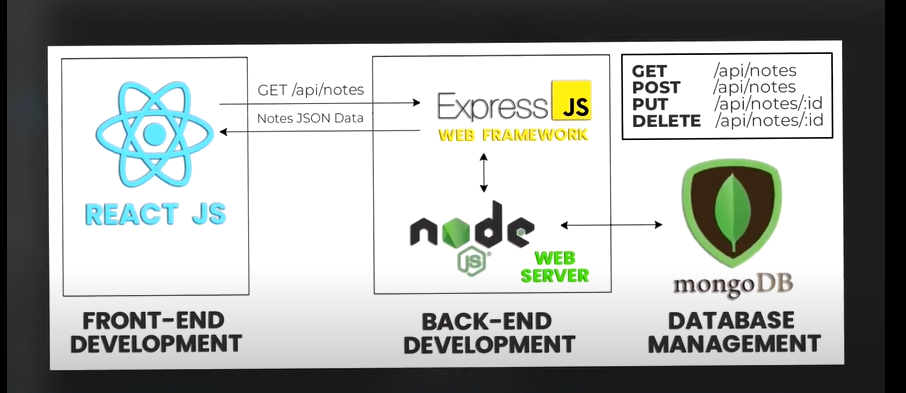 GET /api/notes
Notes JSON Data
REACT JS
FRONT-END
DEVELOPMENT
Express JS
WEB FRAMEWORK
node
JS
WEB
SERVER
BACK-END
DEVELOPMENT
GET /api/notes
POST /api/notes
PUT /api/notes/:id
DELETE /api/notes/:id
mongoDB
DATABASE
MANAGEMENT